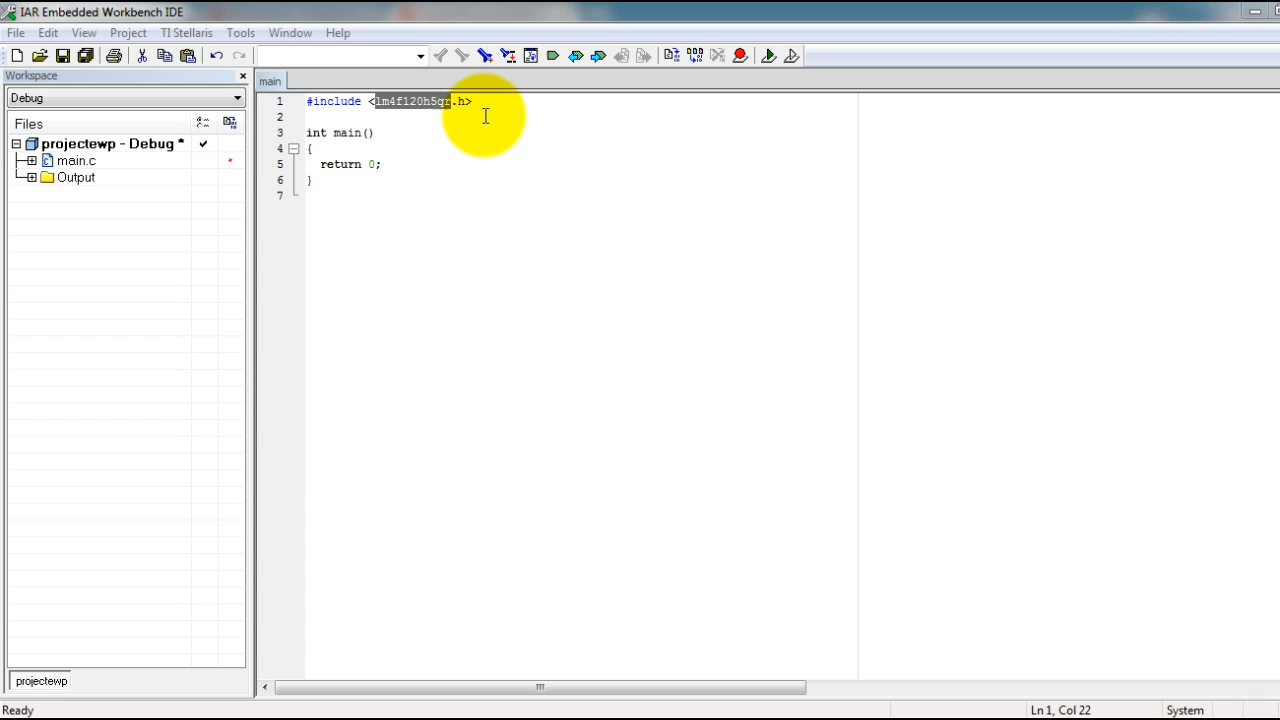 IAR Embedded Workbench IDE
File Edit View Project TI Stellaris Tools Window Help
Workspace
main
Debug
Files
projectewp - Debug *
main.c
Output
1 #include <lm4f120h5qr.h>
2
3 int main()
4 {
5 return 0;
6 }
7
projectewp
Ready
Ln 1, Col 22
System